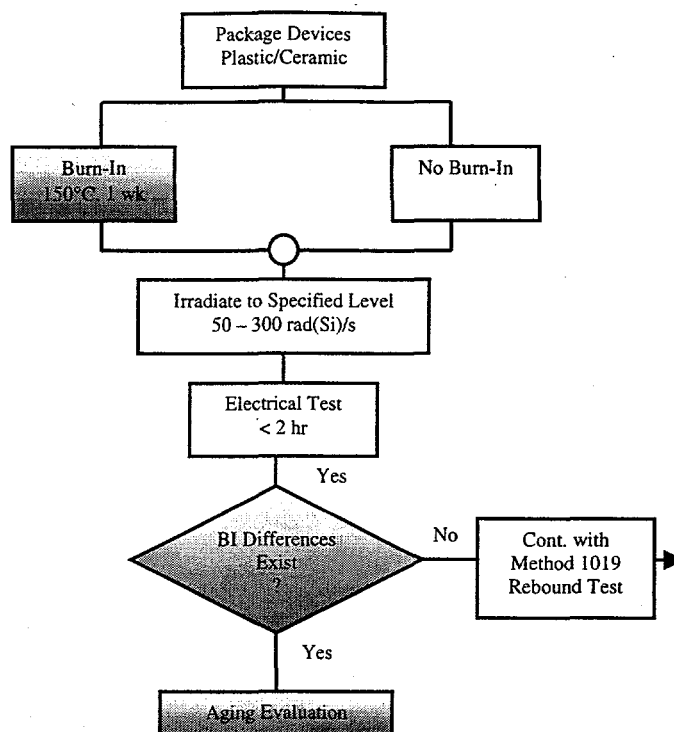 Package Devices
Plastic/Ceramic
Burn-In
150°C, 1 wk
No Burn-In
Irradiate to Specified Level
50 – 300 rad(Si)/s
Electrical Test
< 2 hr
Yes
BI Differences
Exist
?
No
Cont. with
Method 1019
Rebound Test
Yes
Aging Evaluation